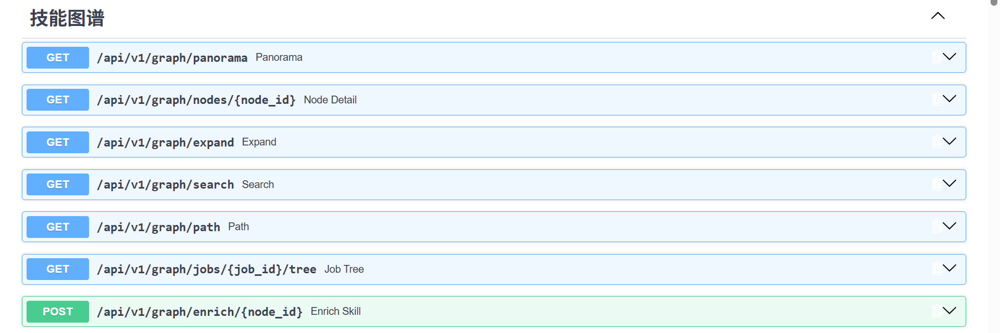 技能图谱
GET /api/v1/graph/panorama Panorama
GET /api/v1/graph/nodes/{node_id} Node Detail
GET /api/v1/graph/expand Expand
GET /api/v1/graph/search Search
GET /api/v1/graph/path Path
GET /api/v1/graph/jobs/{job_id}/tree Job Tree
POST /api/v1/graph/enrich/{node_id} Enrich Skill